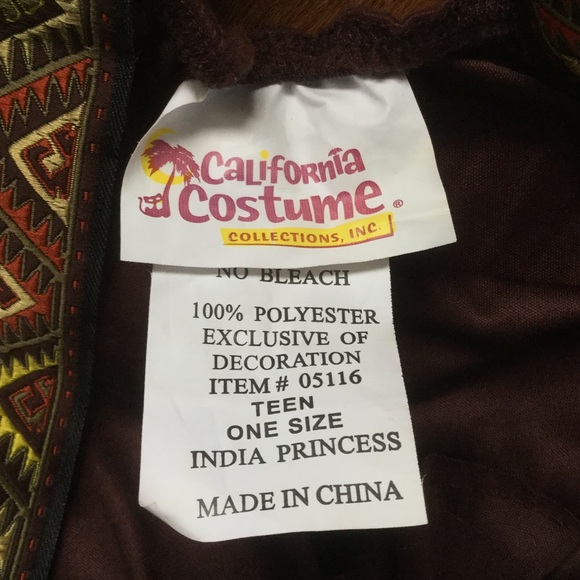 California
Costume ®
COLLECTIONS, INC.
NO BLEACH
100% POLYESTER
EXCLUSIVE OF
DECORATION
ITEM # 05116
TEEN
ONE SIZE
INDIA PRINCESS
MADE IN CHINA